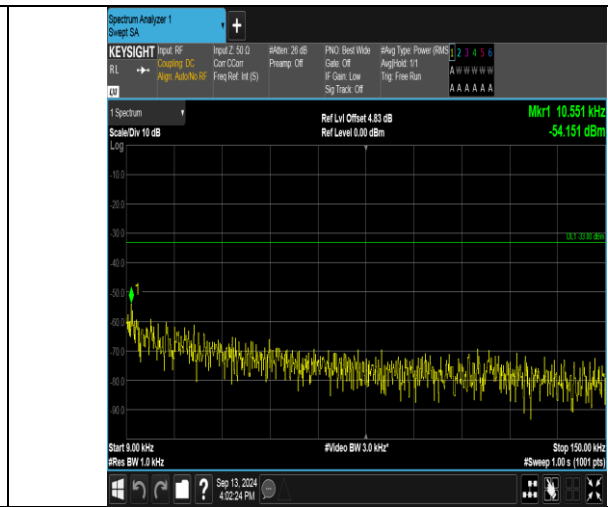 Spectrum Analyzer 1
Swept SA
+
KEYSIGHT Input: RF Input Z: 50 Ω #Atten: 26 dB PNO: Best Wide #Avg Type: Power (RMS 1 2 3 4 5 6
RL Coupling: DC Corr CCorr Preamp: Off Gate: Off Avg|Hold: 1/1 A W W W W W
Align: Auto/No RF Freq Ref: Int (S) IF Gain: Low Trig: Free Run
Sig Track: Off A A A A A A
LXI
1 Spectrum
Ref Lvl Offset 4.83 dB Mkr1 10.551 kHz
Scale/Div 10 dB Ref Level 0.00 dBm -54.151 dBm
Log
-10.0
-20.0
-30.0
DL1 -33.00 dBm
-40.0
-50.0
1
-60.0
-70.0
-80.0
-90.0
Start 9.00 kHz #Video BW 3.0 kHz* Stop 150.00 kHz
#Res BW 1.0 kHz #Sweep 1.00 s (1001 pts)
? Sep 13, 2024
4:02:24 PM